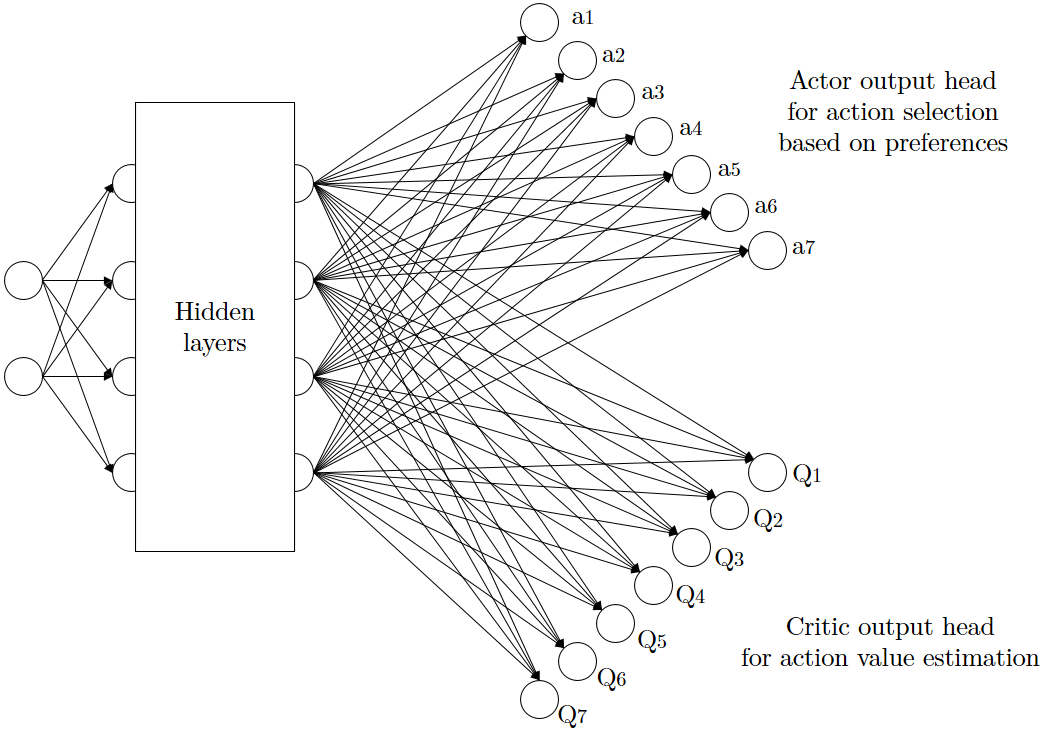 a1
a2
a3
a4
a5
a6
a7
Actor output head
for action selection
based on preferences
Hidden
layers
Q1
Q2
Q3
Q4
Q5
Q6
Q7
Critic output head
for action value estimation